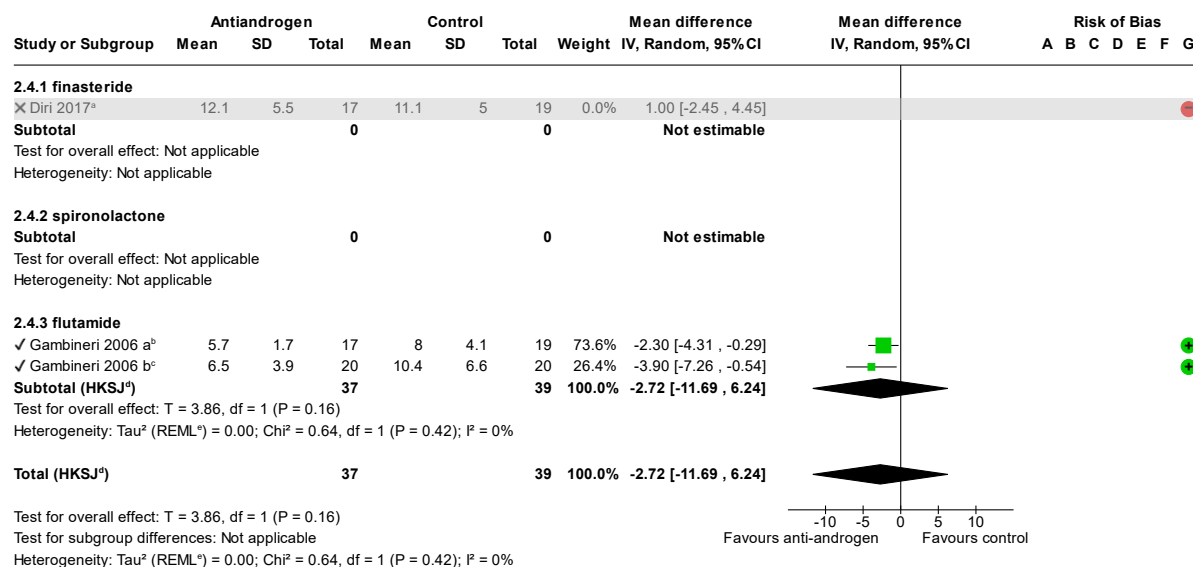 Antiandrogen Control Mean difference Mean difference Risk of Bias
Study or Subgroup Mean SD Total Mean SD Total Weight IV, Random, 95%CI IV, Random, 95%CI A B C D E F G
2.4.1 finasteride
✕ Diri 2017ᵃ 12.1 5.5 17 11.1 5 19 0.0% 1.00 [-2.45 , 4.45] −
Subtotal 0 0 Not estimable
Test for overall effect: Not applicable
Heterogeneity: Not applicable
2.4.2 spironolactone
Subtotal 0 0 Not estimable
Test for overall effect: Not applicable
Heterogeneity: Not applicable
2.4.3 flutamide
✓ Gambineri 2006 aᵇ 5.7 1.7 17 8 4.1 19 73.6% -2.30 [-4.31 , -0.29] +
✓ Gambineri 2006 bᶜ 6.5 3.9 20 10.4 6.6 20 26.4% -3.90 [-7.26 , -0.54] +
Subtotal (HKSJᵈ) 37 39 100.0% -2.72 [-11.69 , 6.24]
Test for overall effect: T = 3.86, df = 1 (P = 0.16)
Heterogeneity: Tau² (REMLᵉ) = 0.00; Chi² = 0.64, df = 1 (P = 0.42); I² = 0%
Total (HKSJᵈ) 37 39 100.0% -2.72 [-11.69 , 6.24]
Test for overall effect: T = 3.86, df = 1 (P = 0.16)
Test for subgroup differences: Not applicable
Heterogeneity: Tau² (REMLᵉ) = 0.00; Chi² = 0.64, df = 1 (P = 0.42); I² = 0%
-10 -5 0 5 10
Favours anti-androgen Favours control